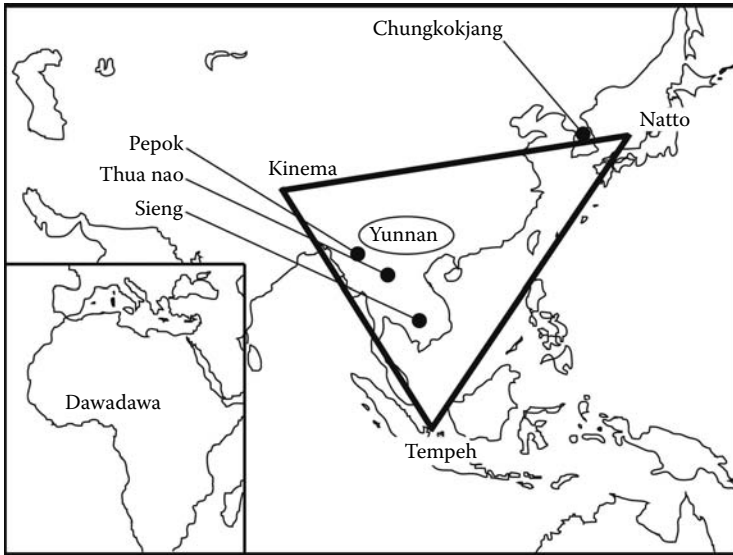 Chungkokjang
Natto
Pepok
Kinema
Thua nao
Sieng
Yunnan
Dawadawa
Tempeh